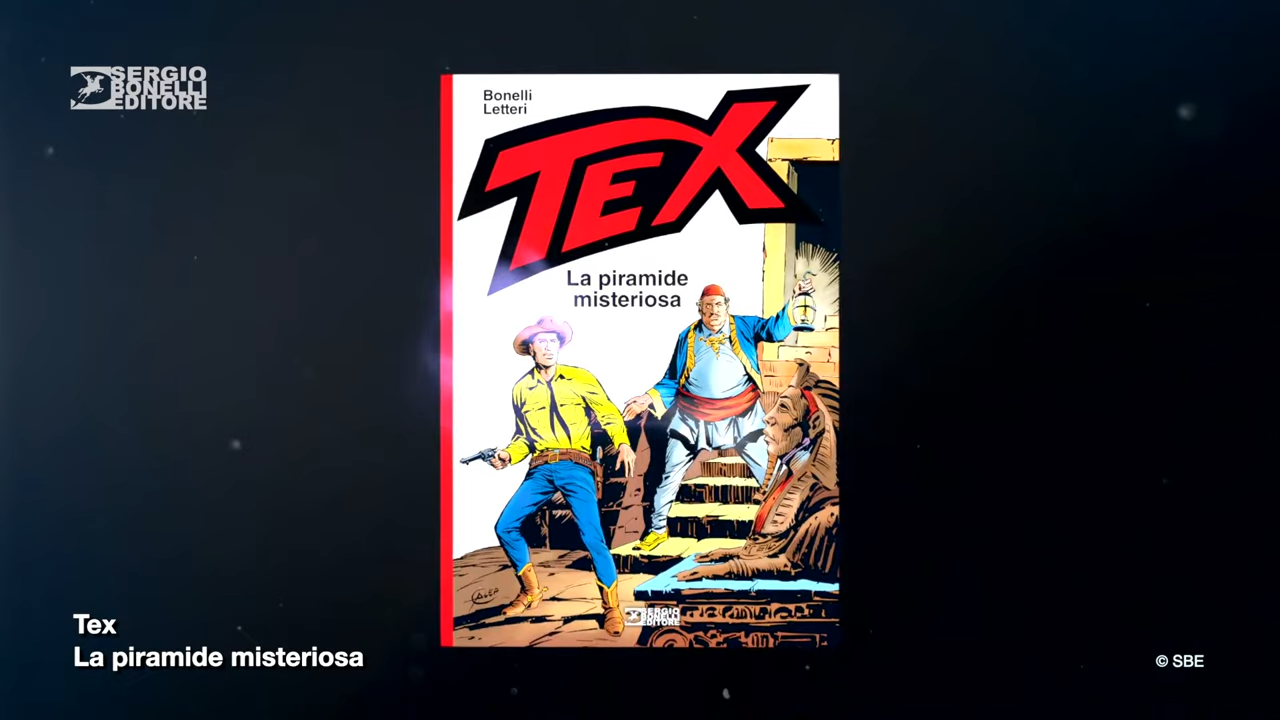 SERGIO
BONELLI
EDITORE
Bonelli
Letteri
TEX
La piramide
misteriosa
SERGIO
BONELLI
EDITORE
Tex
La piramide misteriosa
© SBE